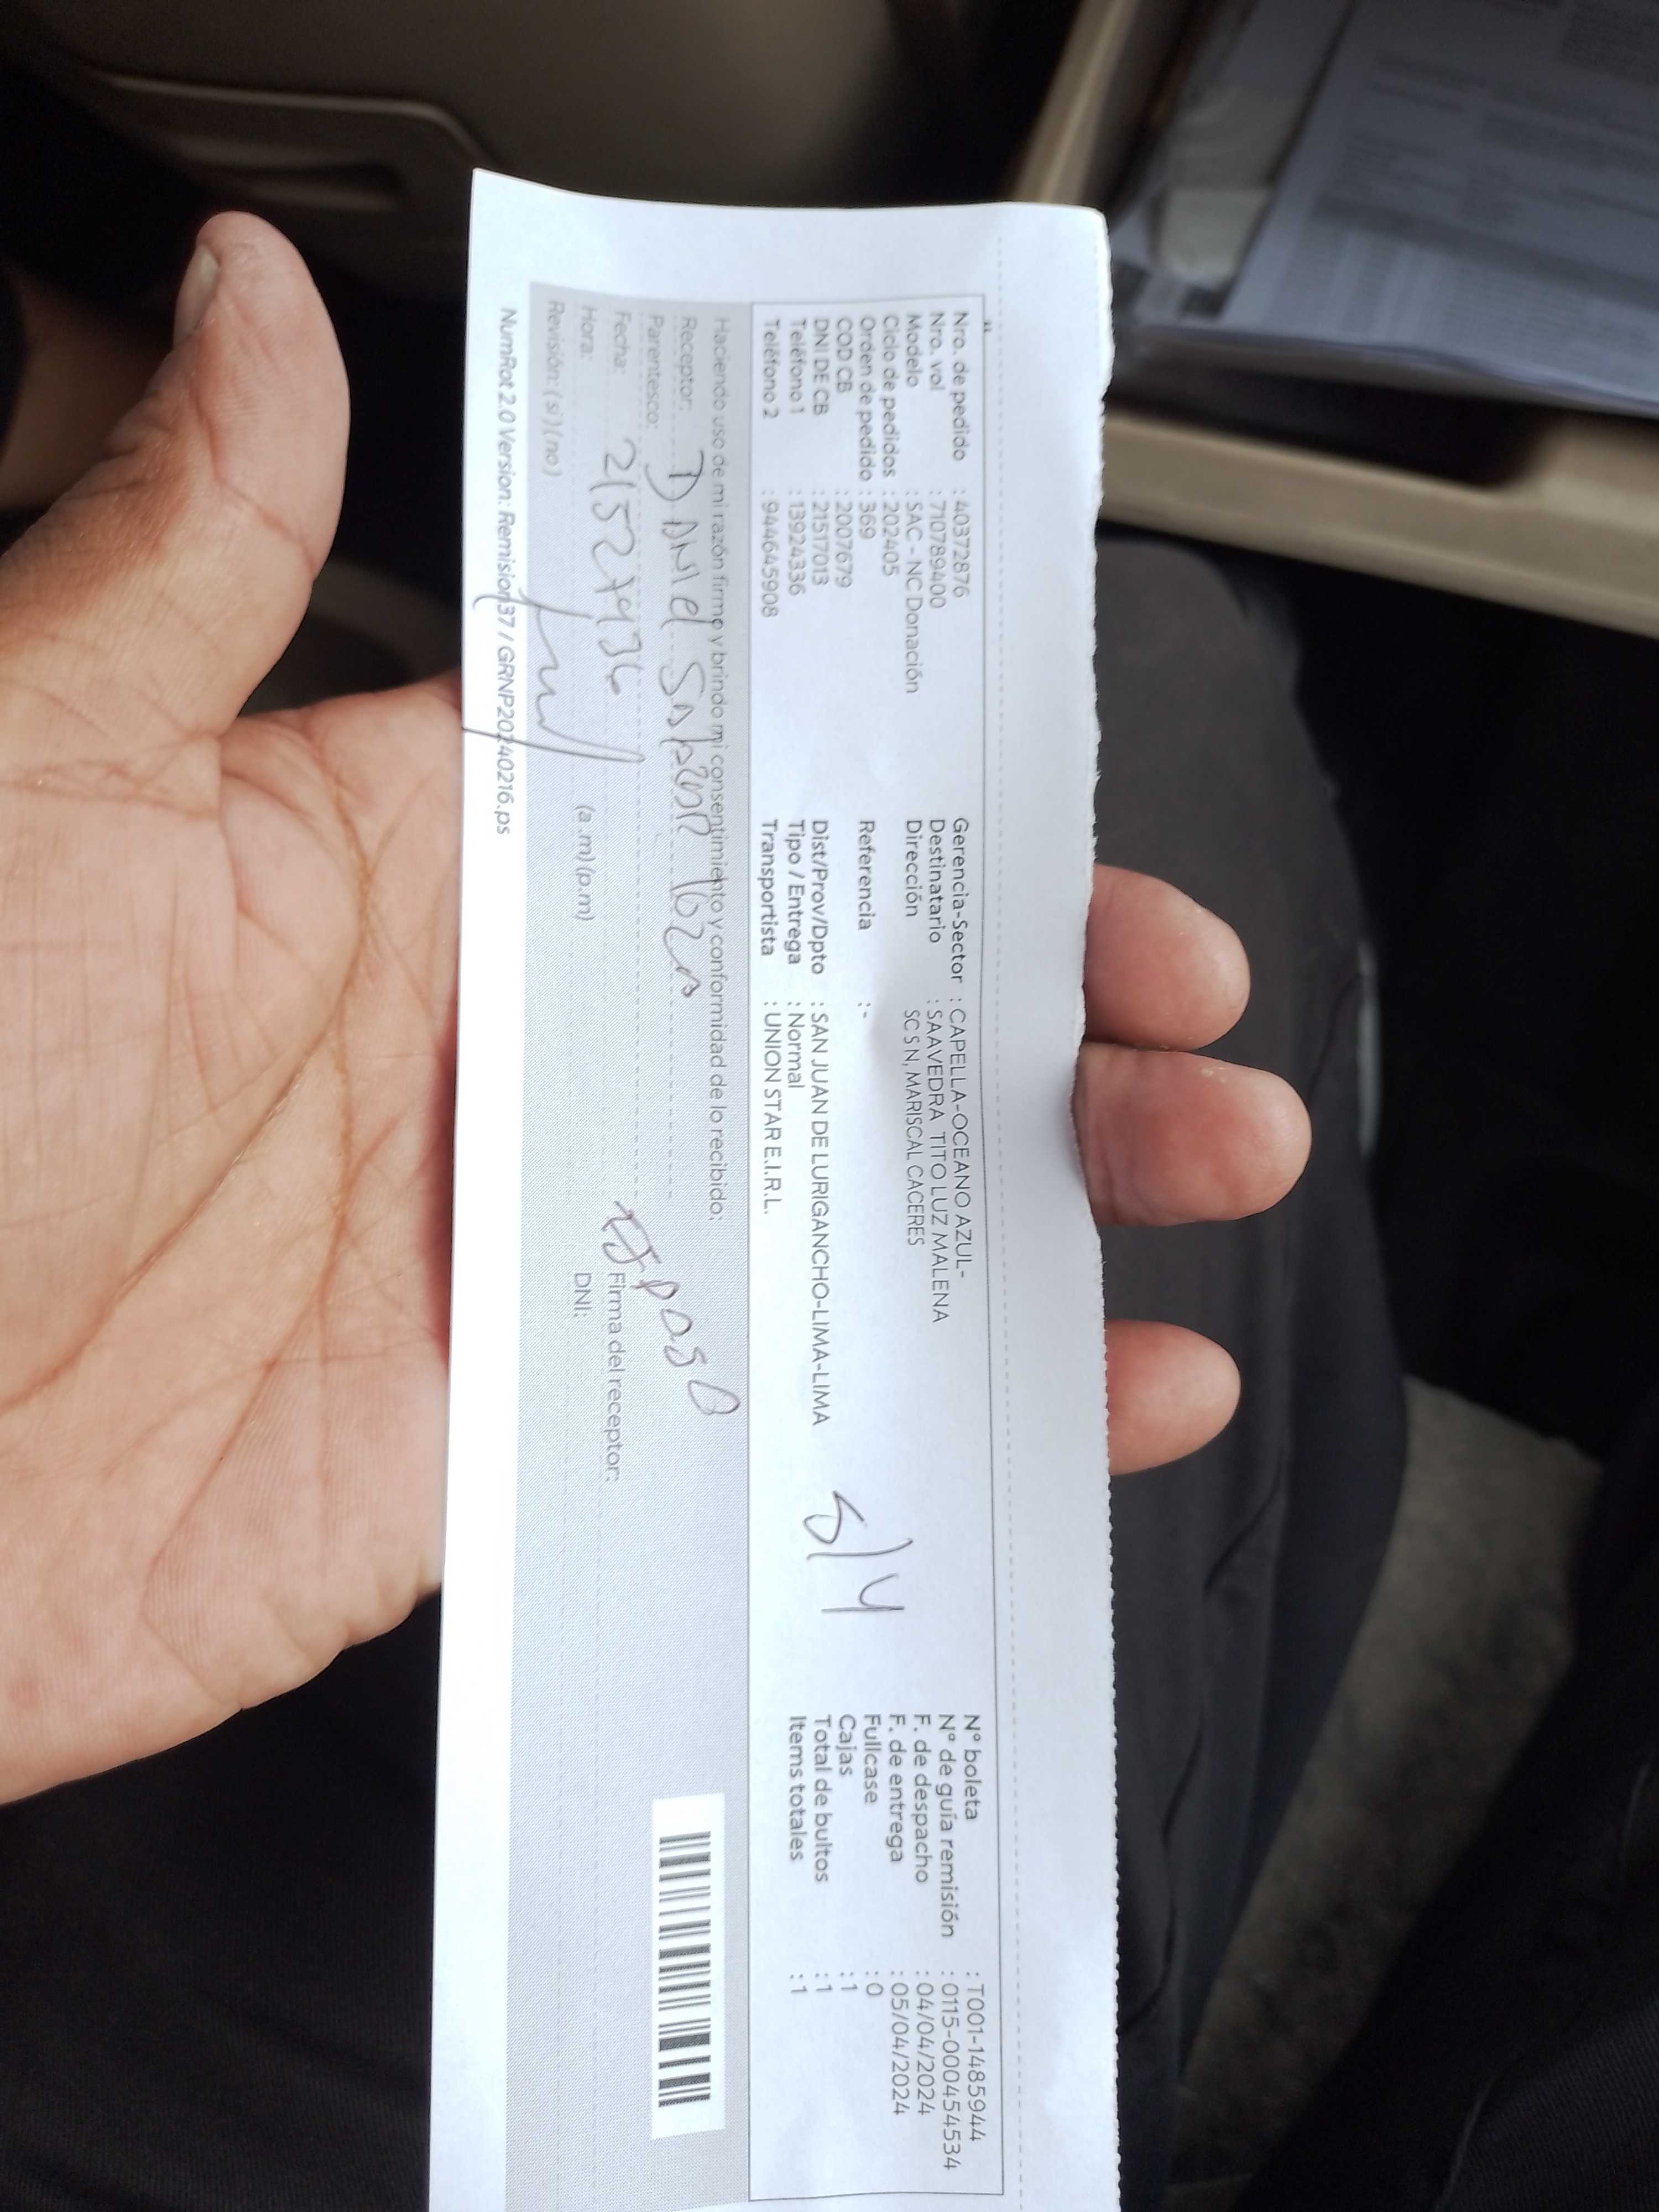 Nro. de pedido : 40372876
Nro. vol : 710789400
Modelo : SAC - NC Donación
Ciclo de pedidos : 202405
Orden de pedido : 369
COD CB : 2007679
DNI DE CB : 21517013
Teléfono 1 : 13924336
Teléfono 2 : 944645908
Gerencia-Sector : CAPELLA-OCEANO AZUL-
Destinatario : SAAVEDRA TITO LUZ MALENA
Dirección SC S N, MARISCAL CACERES
Referencia : -
Dist/Prov/Dpto : SAN JUAN DE LURIGANCHO-LIMA-LIMA
Tipo / Entrega : Normal
Transportista : UNION STAR E.I.R.L.
5/4
N° boleta : T001-1485944
N° de guía remisión : 0115-000454534
F. de despacho : 04/04/2024
F. de entrega : 05/04/2024
Fullcase : 0
Cajas : 1
Total de bultos : 1
Items totales : 1
Haciendo uso de mi razón firmo y brindo mi consentimiento y conformidad de lo recibido:
Receptor:
Parentesco:
Fecha:
Hora: (a .m) (p.m)
Revisión: ( si ) ( no )
Firma del receptor:
DNI:
NumRot 2.0 Version: Remision37 / GRNP20240216.ps